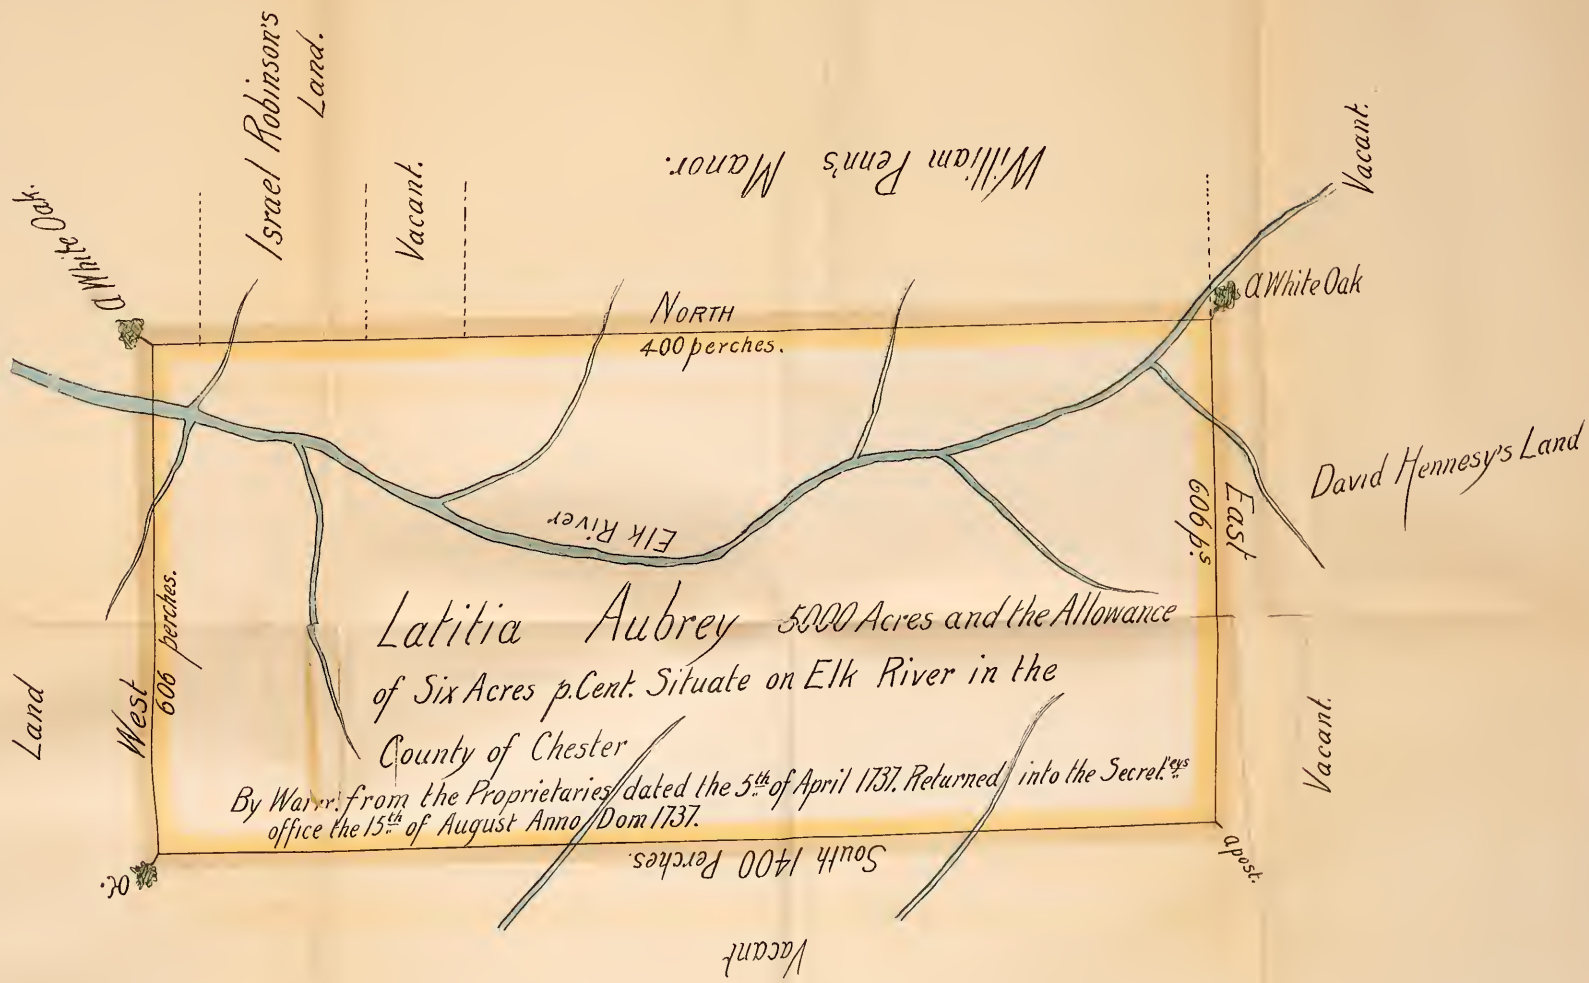 Israel Robinson's
Land.
Vacant.
William Penn's Manor.
Vacant.
a White Oak.
a White Oak
NORTH
400 perches.
David Hennesy's Land
East
606 p.s
Elk River
Latitia Aubrey 5000 Acres and the Allowance
of Six Acres p.Cent. Situate on Elk River in the
County of Chester
By Warr.t from the Proprietaries dated the 5th of April 1737. Returned into the Secret.eys
office the 15th of August Anno Dom 1737.
Land
West
606 perches.
Vacant.
South 1400 Perches.
a post.
Vacant